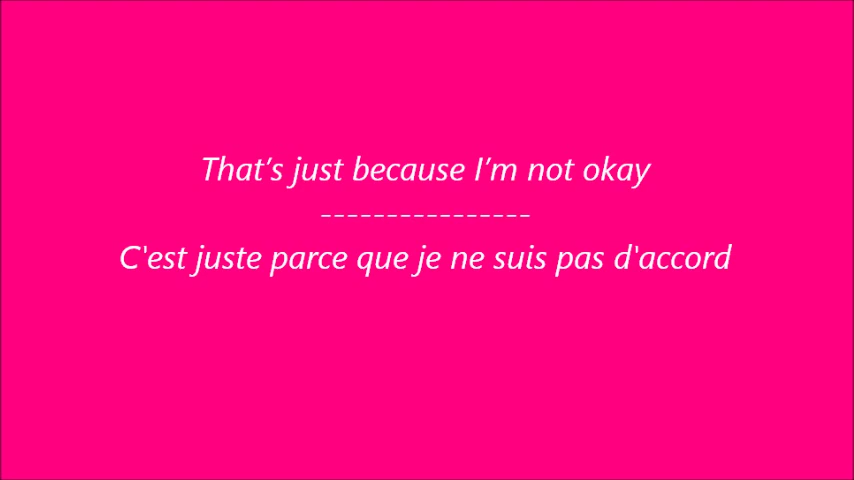 That’s just because I’m not okay
----------------
C'est juste parce que je ne suis pas d'accord